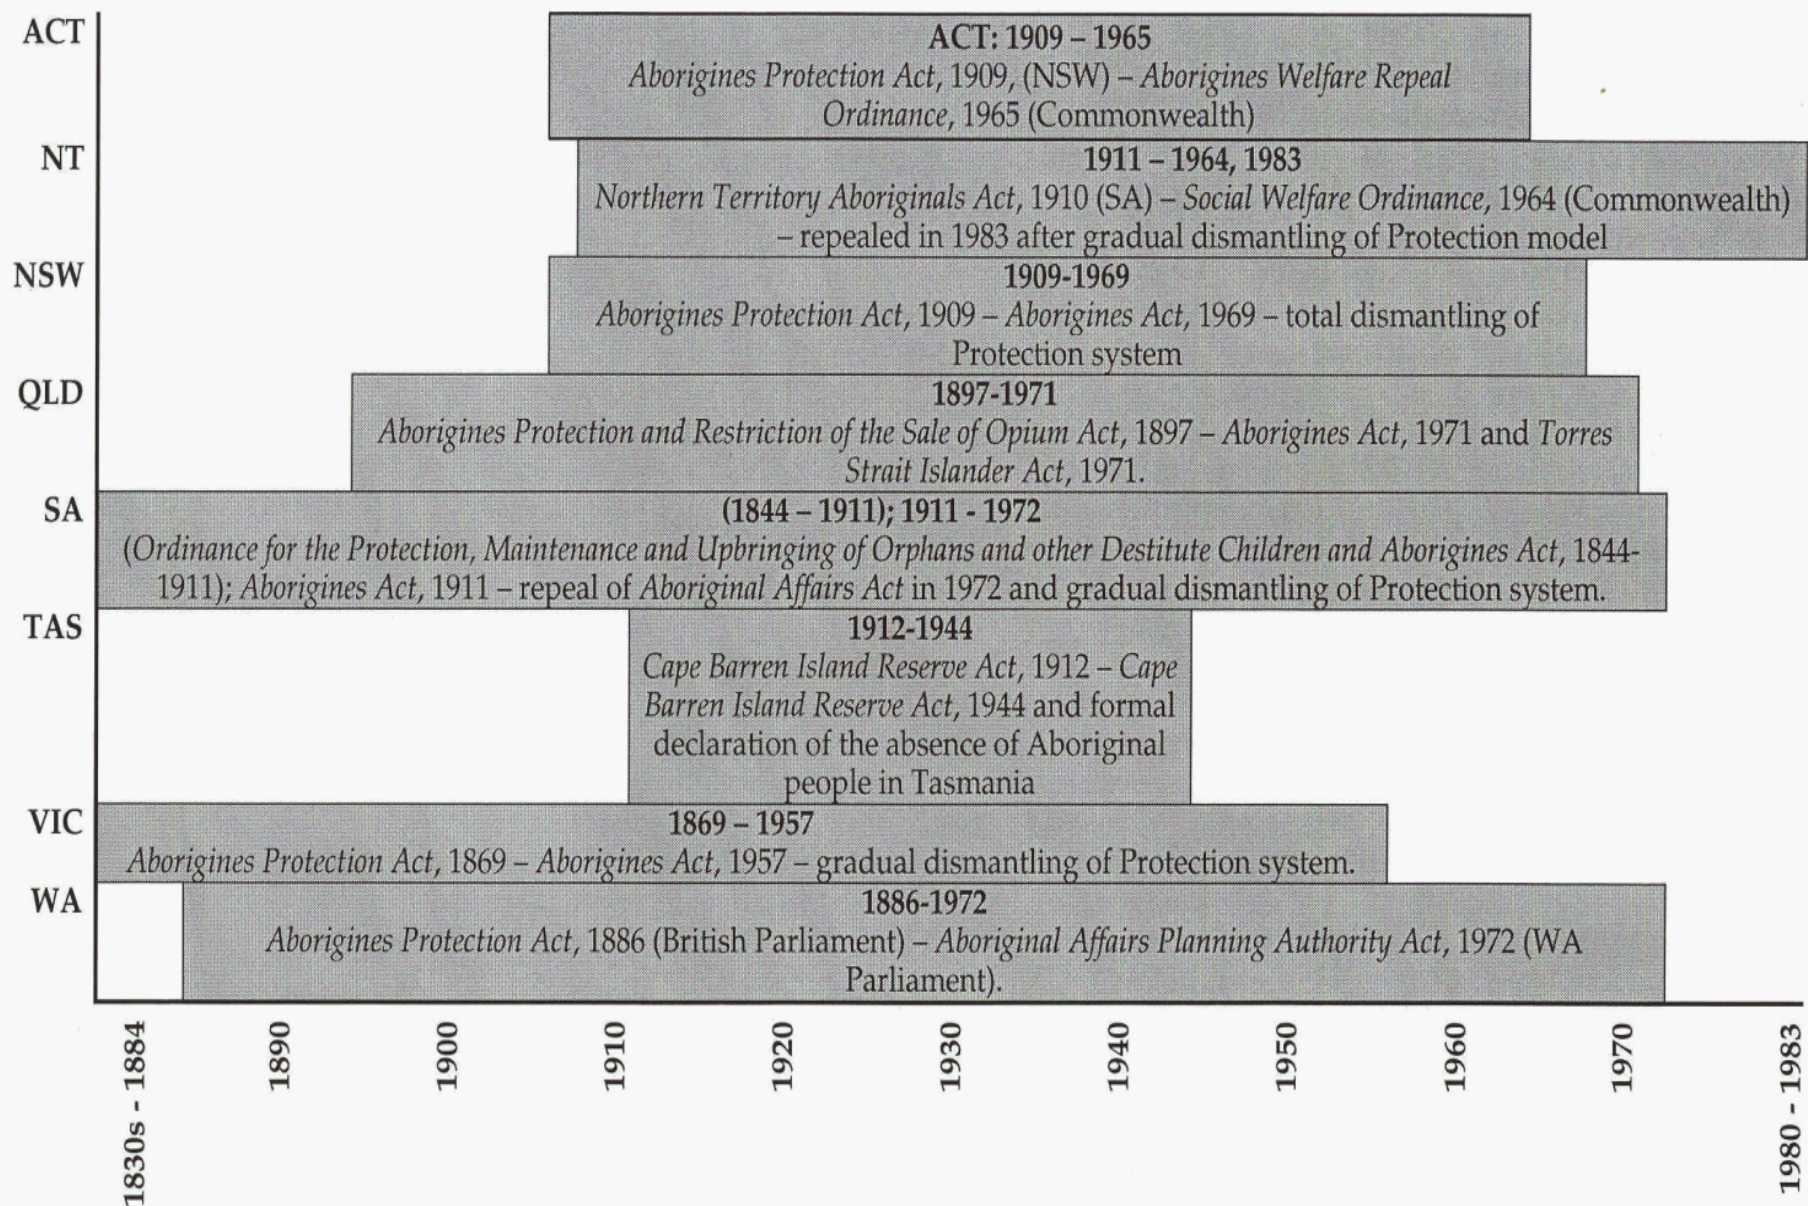 ACT
ACT: 1909 – 1965
Aborigines Protection Act, 1909, (NSW) – Aborigines Welfare Repeal
Ordinance, 1965 (Commonwealth)
NT
1911 – 1964, 1983
Northern Territory Aboriginals Act, 1910 (SA) – Social Welfare Ordinance, 1964 (Commonwealth)
– repealed in 1983 after gradual dismantling of Protection model
NSW
1909-1969
Aborigines Protection Act, 1909 – Aborigines Act, 1969 – total dismantling of
Protection system
QLD
1897-1971
Aborigines Protection and Restriction of the Sale of Opium Act, 1897 – Aborigines Act, 1971 and Torres
Strait Islander Act, 1971.
SA
(1844 – 1911); 1911 - 1972
(Ordinance for the Protection, Maintenance and Upbringing of Orphans and other Destitute Children and Aborigines Act, 1844-
1911); Aborigines Act, 1911 – repeal of Aboriginal Affairs Act in 1972 and gradual dismantling of Protection system.
TAS
1912-1944
Cape Barren Island Reserve Act, 1912 – Cape
Barren Island Reserve Act, 1944 and formal
declaration of the absence of Aboriginal
people in Tasmania
VIC
1869 – 1957
Aborigines Protection Act, 1869 – Aborigines Act, 1957 – gradual dismantling of Protection system.
WA
1886-1972
Aborigines Protection Act, 1886 (British Parliament) – Aboriginal Affairs Planning Authority Act, 1972 (WA
Parliament).
1830s - 1884
1890
1900
1910
1920
1930
1940
1950
1960
1970
1980 - 1983